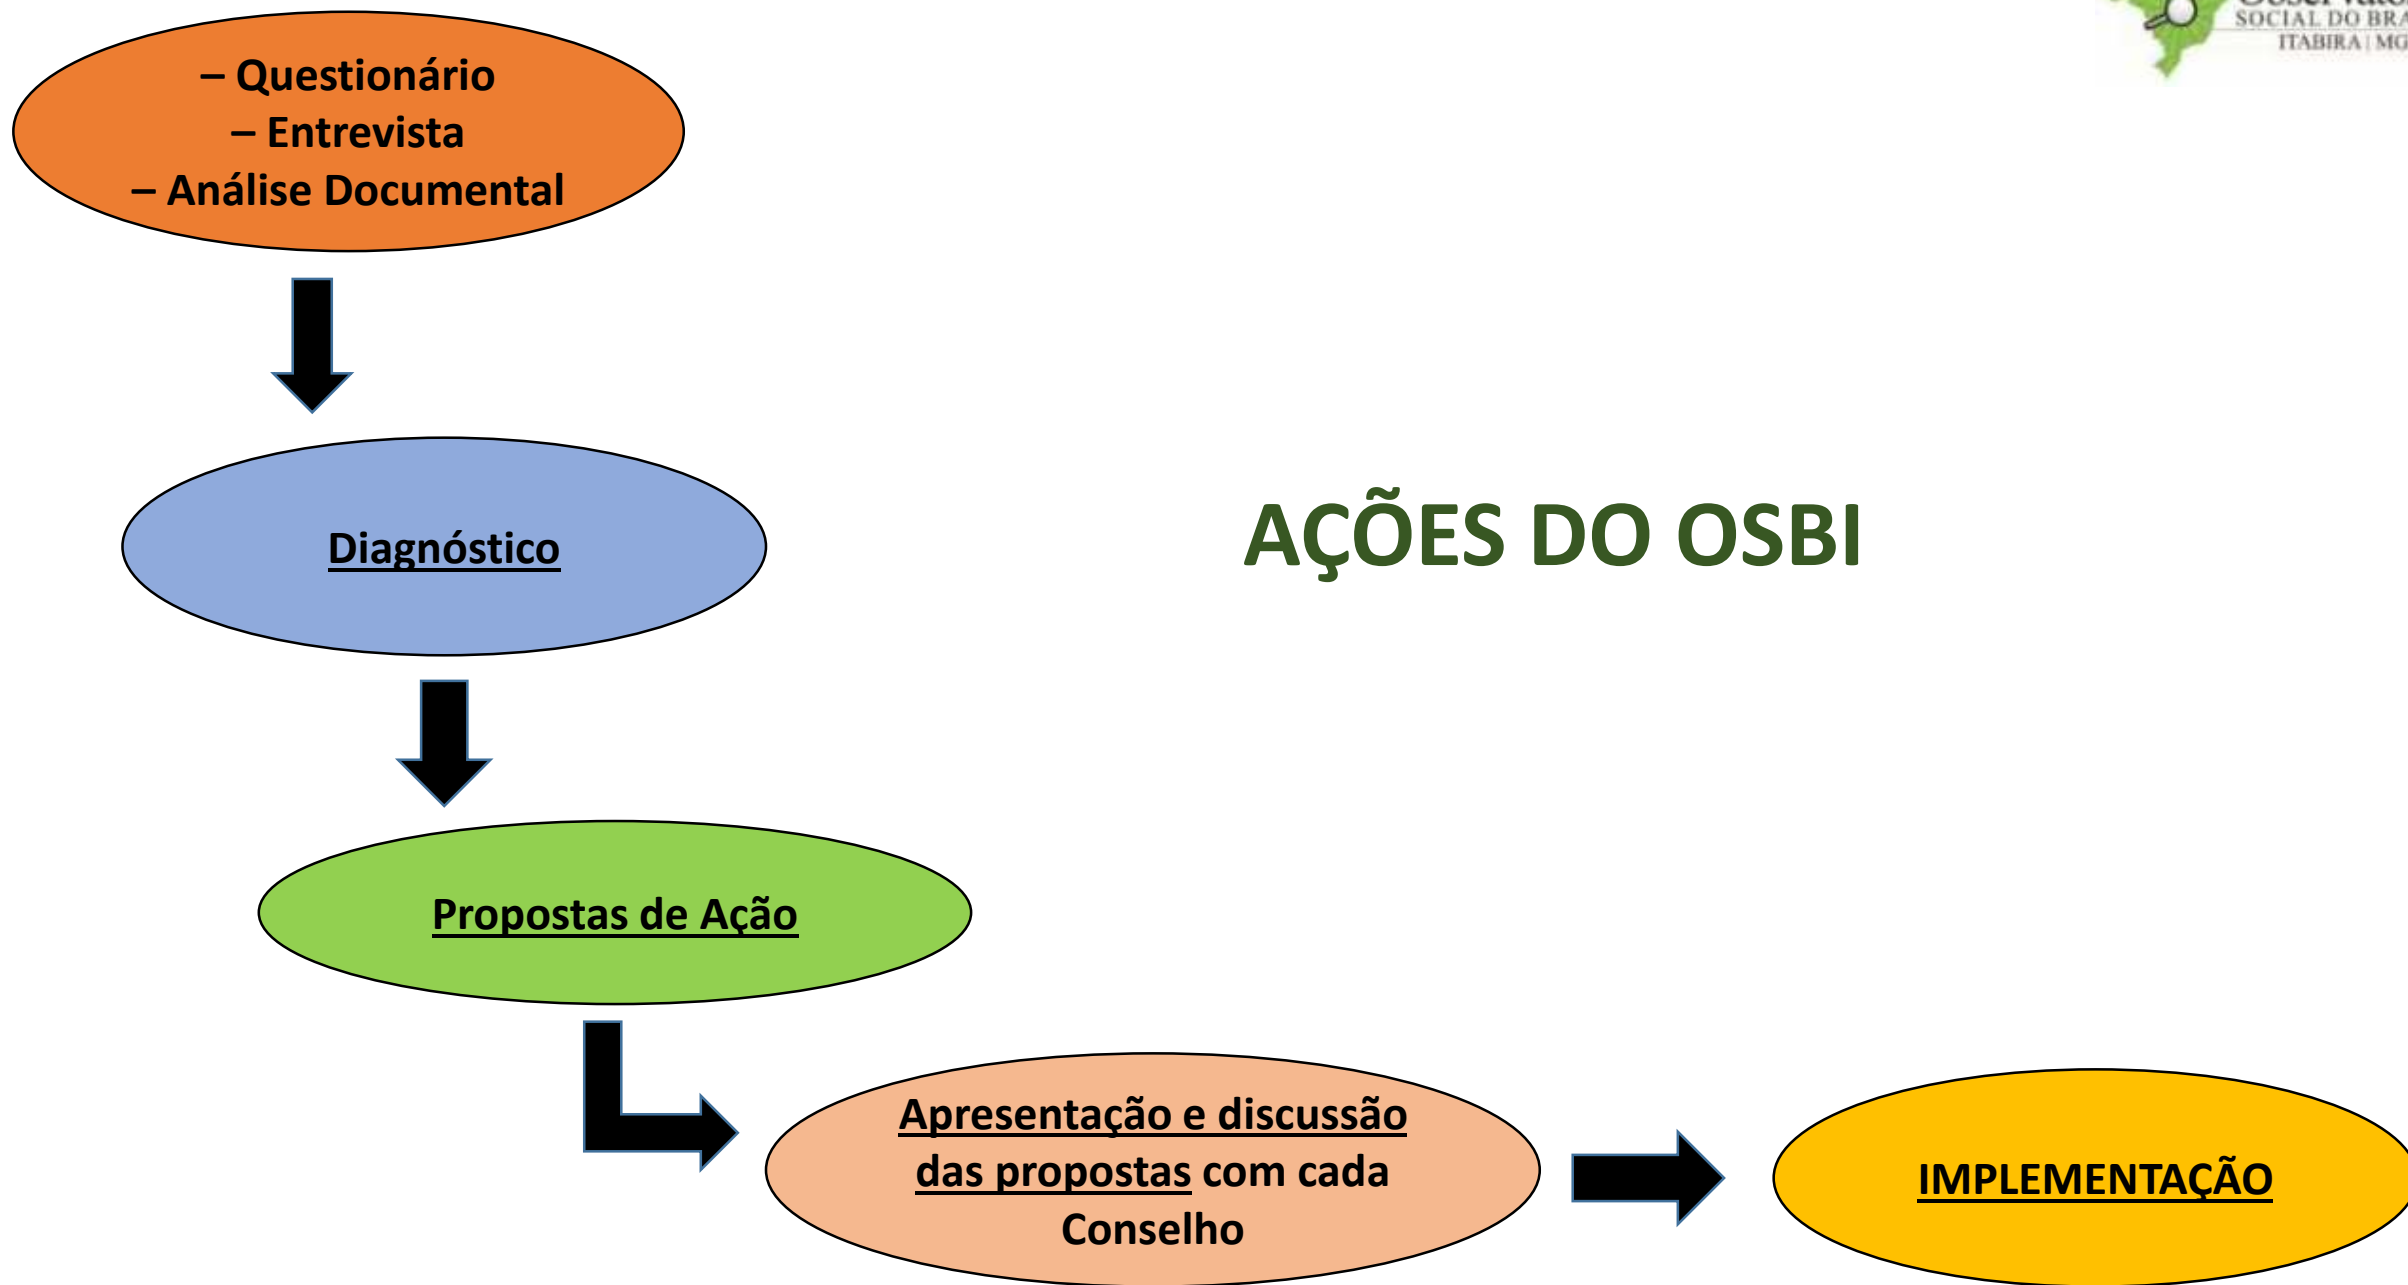 SOCIAL DO
ITABIRA | MG
– Questionário
– Entrevista
– Análise Documental
Diagnóstico
AÇÕES DO OSBI
Propostas de Ação
Apresentação e discussão
das propostas com cada
Conselho
IMPLEMENTAÇÃO